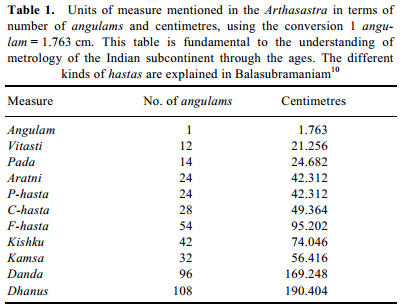 Table 1. Units of measure mentioned in the Arthasastra in terms of
number of angulams and centimetres, using the conversion 1 angu-
lam = 1.763 cm. This table is fundamental to the understanding of
metrology of the Indian subcontinent through the ages. The different
kinds of hastas are explained in Balasubramaniam10
Measure No. of angulams Centimetres
Angulam 1 1.763
Vitasti 12 21.256
Pada 14 24.682
Aratni 24 42.312
P-hasta 24 42.312
C-hasta 28 49.364
F-hasta 54 95.202
Kishku 42 74.046
Kamsa 32 56.416
Danda 96 169.248
Dhanus 108 190.404